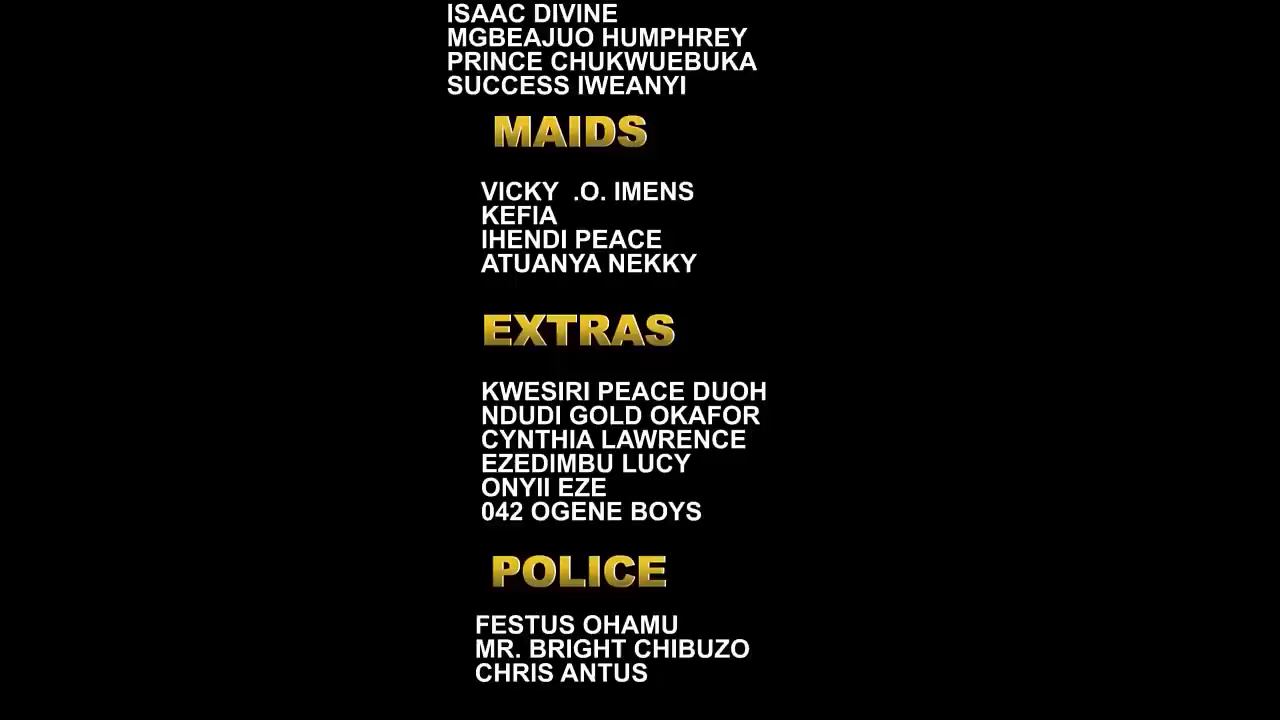 ISAAC DIVINE
MGBEAJUO HUMPHREY
PRINCE CHUKWUEBUKA
SUCCESS IWEANYI
MAIDS
VICKY .O. IMENS
KEFIA
IHENDI PEACE
ATUANYA NEKKY
EXTRAS
KWESIRI PEACE DUOH
NDUDI GOLD OKAFOR
CYNTHIA LAWRENCE
EZEDIMBU LUCY
ONYII EZE
042 OGENE BOYS
POLICE
FESTUS OHAMU
MR. BRIGHT CHIBUZO
CHRIS ANTUS